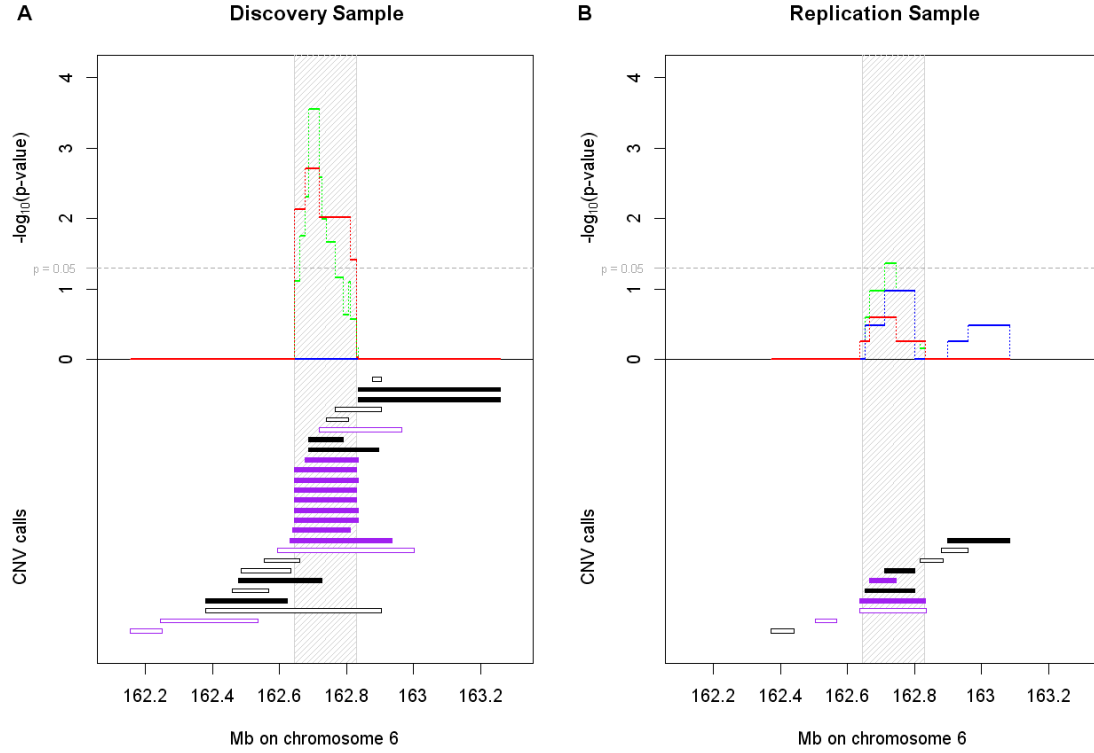 A
Discovery Sample
-log10(p-value)
4
3
2
1
0
p = 0.05
CNV calls
162.2
162.4
162.6
162.8
163
163.2
Mb on chromosome 6
B
Replication Sample
-log10(p-value)
4
3
2
1
0
p = 0.05
CNV calls
162.2
162.4
162.6
162.8
163
163.2
Mb on chromosome 6